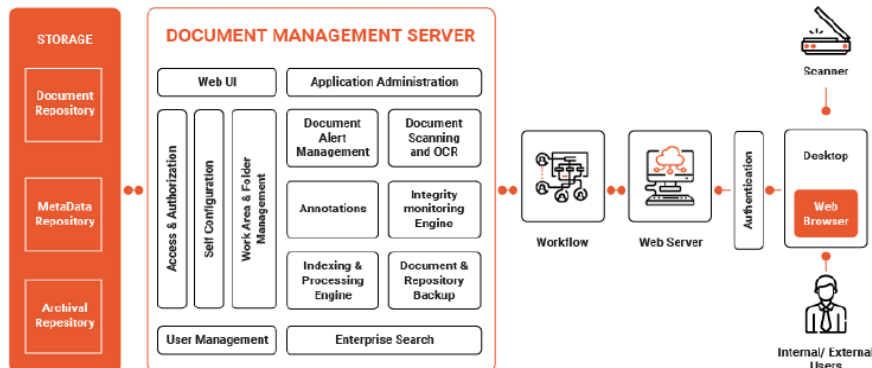 STORAGE
Document
Repository
MetaData
Repository
Archival
Repository
DOCUMENT MANAGEMENT SERVER
Web UI
Application Administration
Access & Authorization
Self Configuration
Work Area & Folder
Management
Document
Alert
Management
Document
Scanning
and OCR
Annotations
Integrity
monitoring
Engine
Indexing &
Processing
Engine
Document &
Repository
Backup
User Management
Enterprise Search
Workflow
Web Server
Authentication
Scanner
Desktop
Web
Browser
Internal/ External
Users